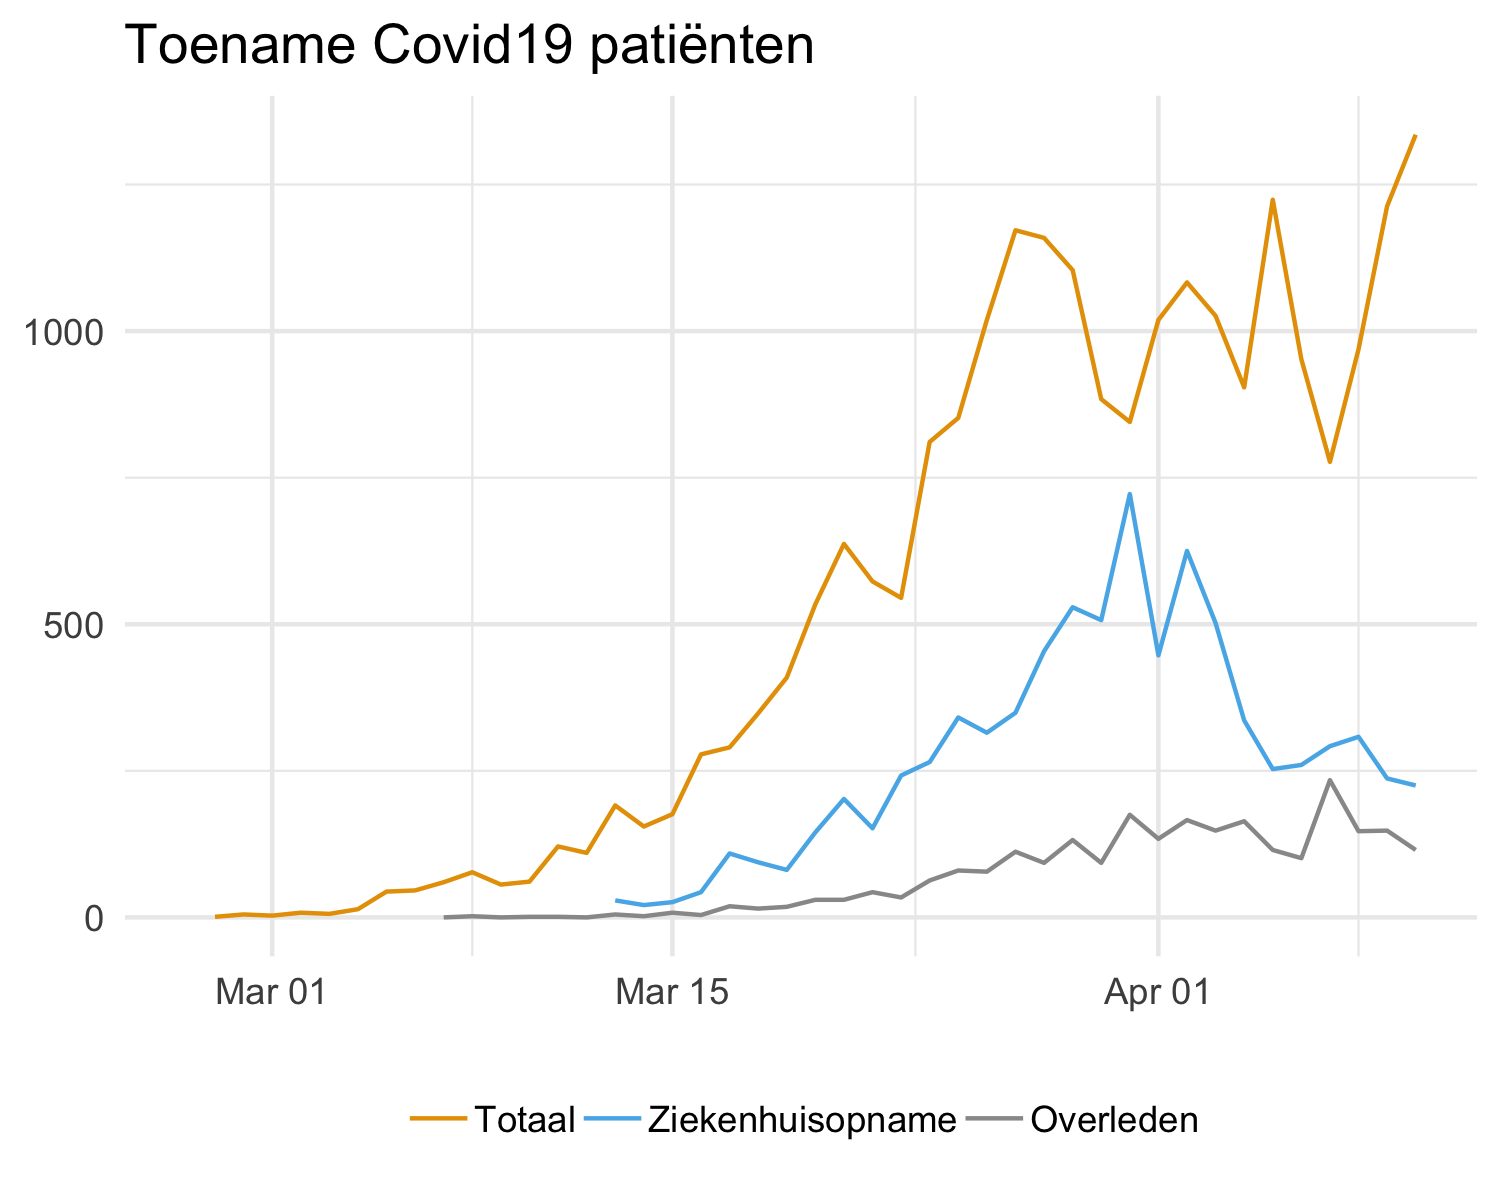 Toename Covid19 patiënten
1000
500
0
Mar 01 Mar 15 Apr 01
Totaal Ziekenhuisopname Overleden